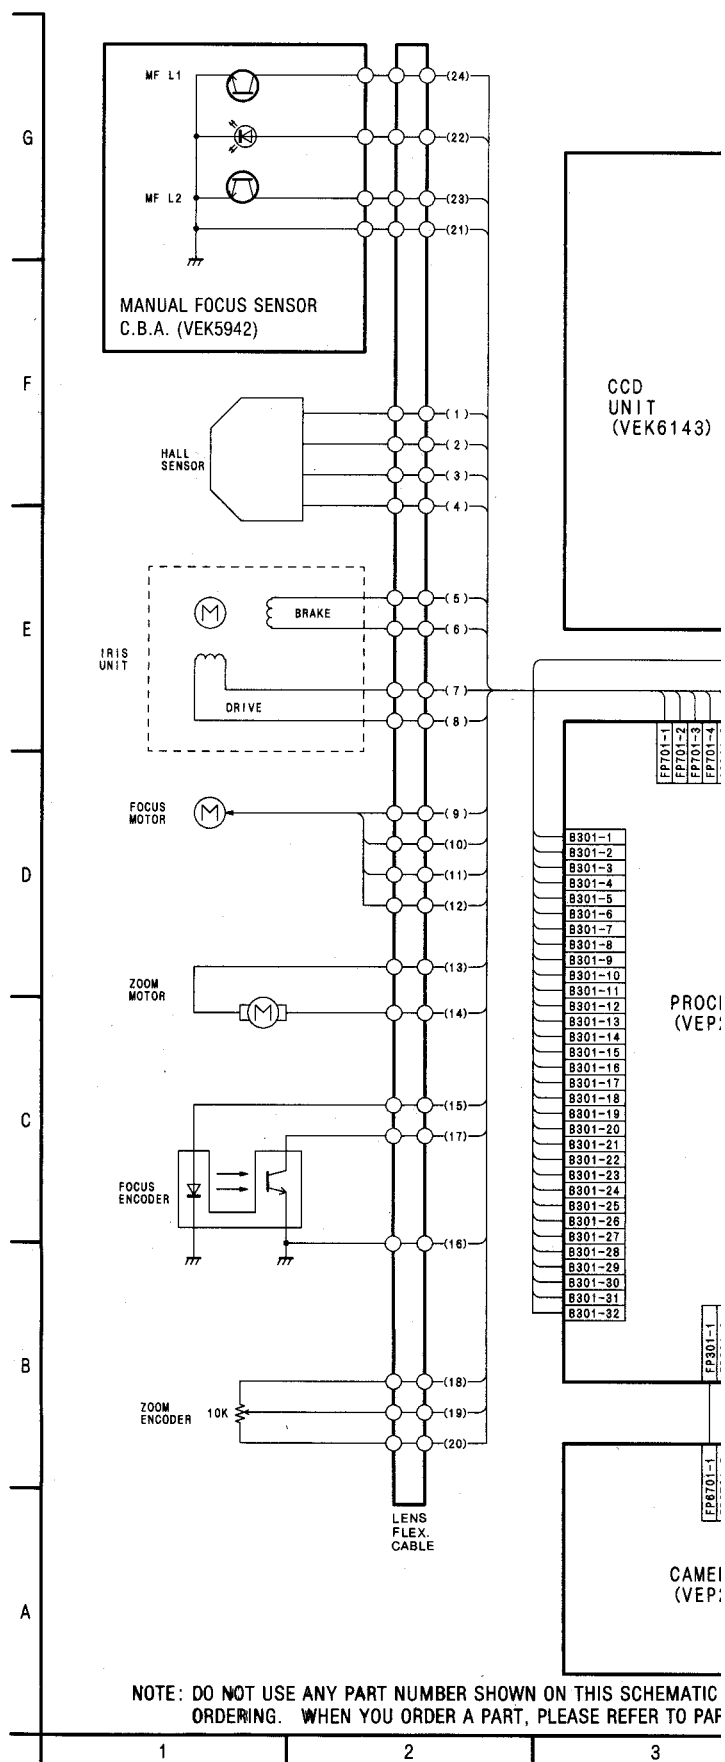 G
MF L1
(24)
(22)
MF L2
(23)
(21)
MANUAL FOCUS SENSOR
C.B.A. (VEK5942)
F
CCD
UNIT
(VEK6143)
HALL
SENSOR
(1)
(2)
(3)
(4)
E
IRIS
UNIT
M
BRAKE
(5)
(6)
DRIVE
(7)
(8)
FP701-1
FP701-2
FP701-3
FP701-4
D
FOCUS
MOTOR
M
(9)
(10)
(11)
(12)
ZOOM
MOTOR
M
(13)
(14)
B301-1
B301-2
B301-3
B301-4
B301-5
B301-6
B301-7
B301-8
B301-9
B301-10
B301-11
B301-12
B301-13
B301-14
B301-15
B301-16
B301-17
B301-18
B301-19
B301-20
B301-21
B301-22
B301-23
B301-24
B301-25
B301-26
B301-27
B301-28
B301-29
B301-30
B301-31
B301-32
C
FOCUS
ENCODER
(15)
(17)
(16)
B
ZOOM
ENCODER
10K
(18)
(19)
(20)
FP301-1
FP6701-1
LENS
FLEX.
CABLE
A
NOTE: DO NOT USE ANY PART NUMBER SHOWN ON THIS SCHEMATIC
ORDERING. WHEN YOU ORDER A PART, PLEASE REFER TO
1
2
3